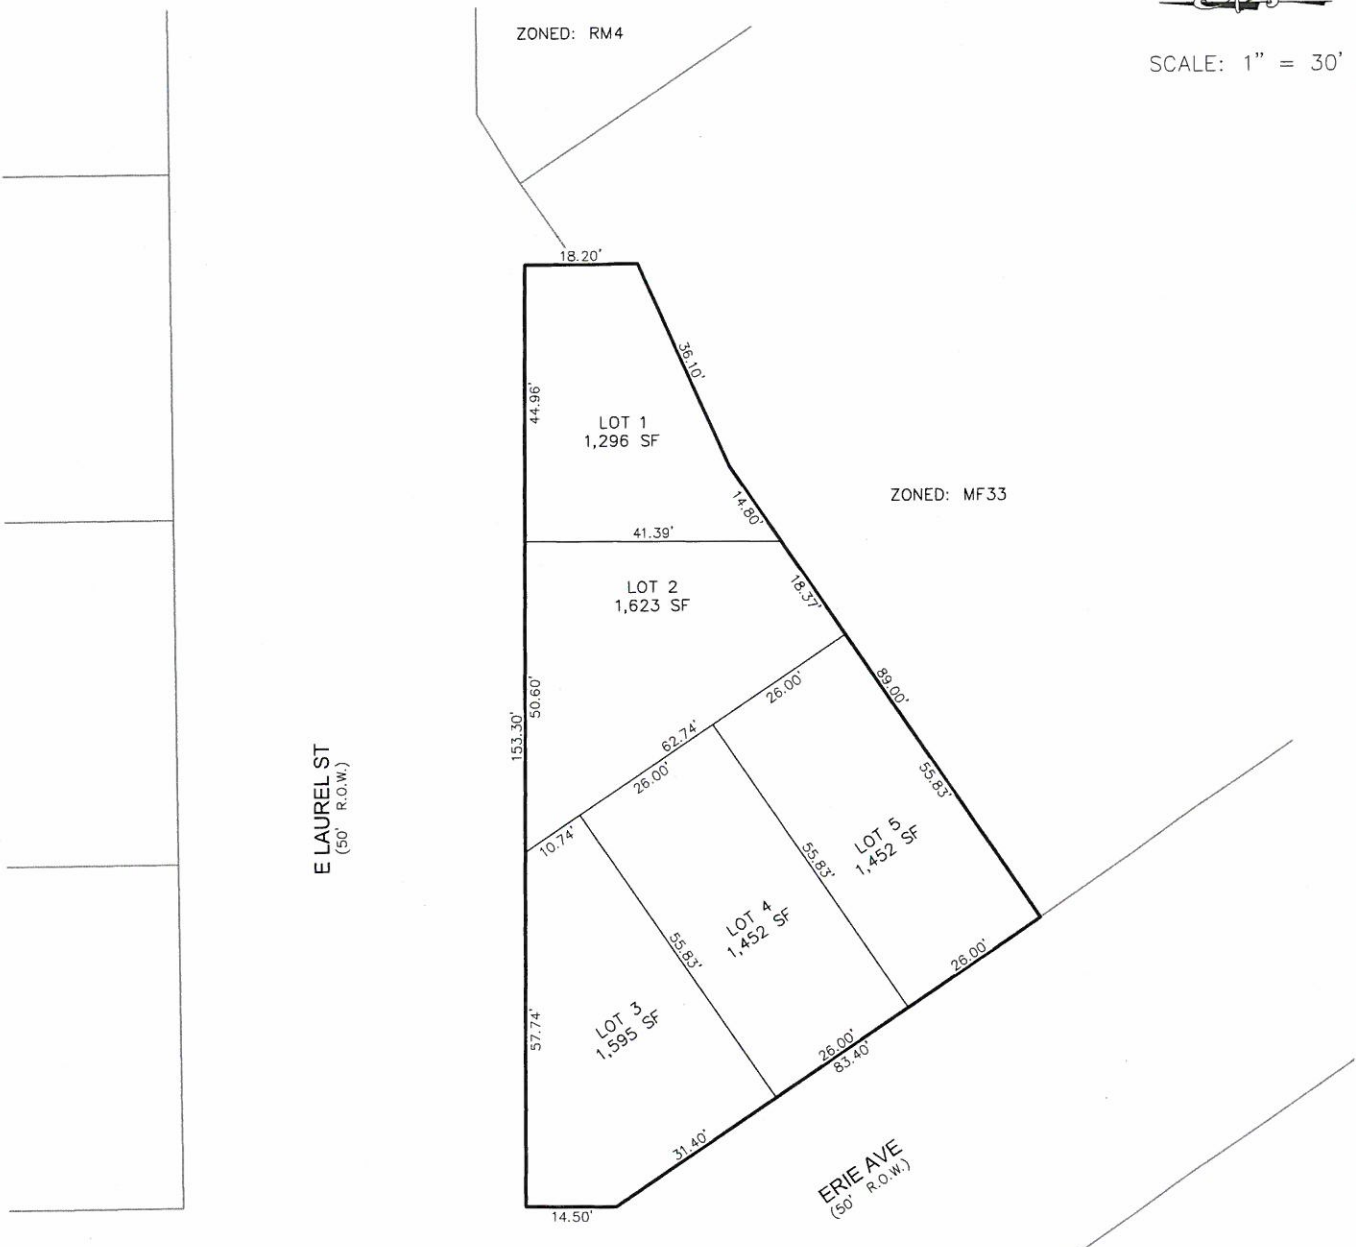 ZONED: RM4
SCALE: 1" = 30'
18.20'
36.10'
44.96'
LOT 1
1,296 SF
14.80'
ZONED: MF33
41.39'
LOT 2
1,623 SF
18.37'
89.00'
26.00'
50.60'
153.30'
62.74'
26.00'
10.74'
55.83'
E LAUREL ST
(50' R.O.W.)
LOT 5
1,452 SF
55.83'
LOT 4
1,452 SF
55.83'
26.00'
LOT 3
1,595 SF
57.74'
26.00'
83.40'
31.40'
14.50'
ERIE AVE
(50' R.O.W.)